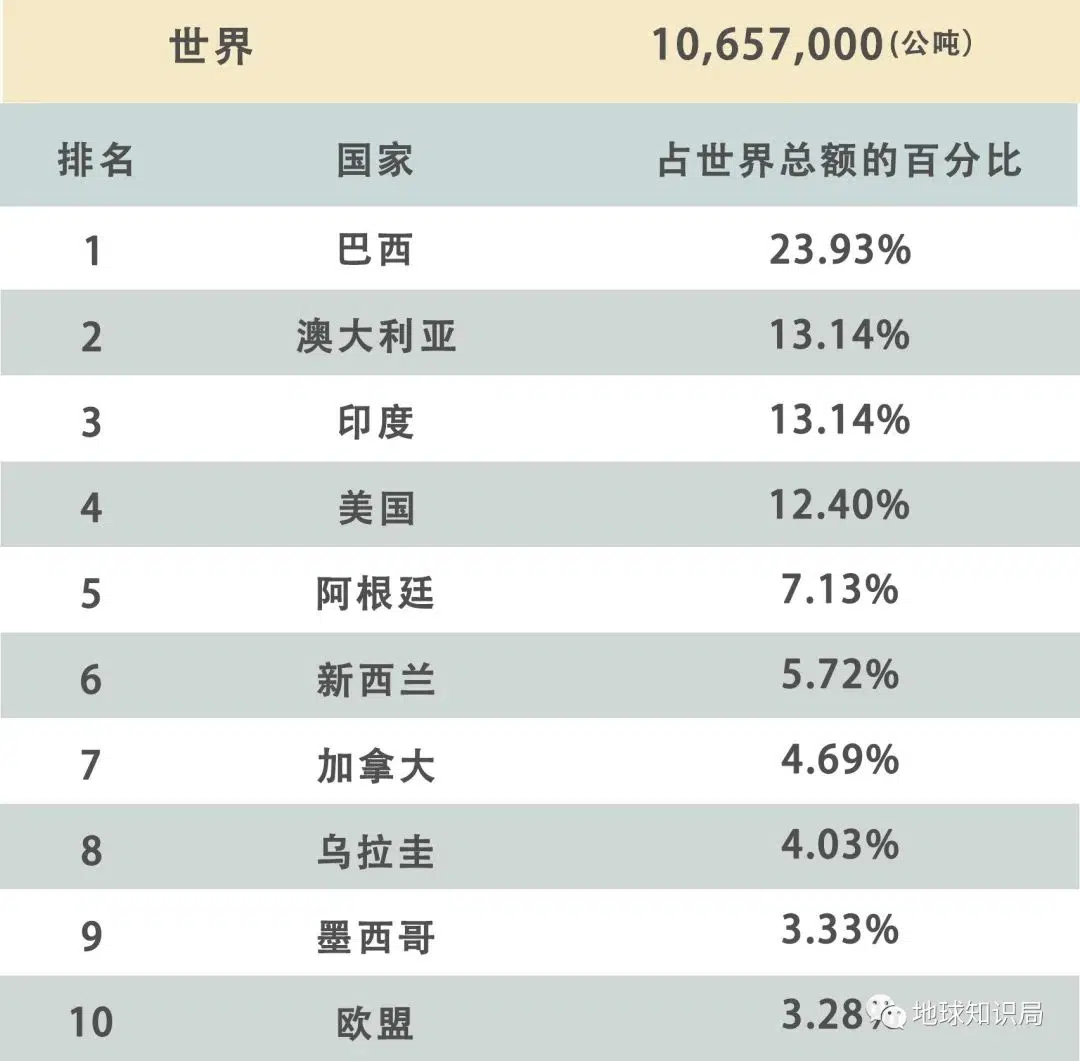 世界 10,657,000(公吨)
排名 国家 占世界总额的百分比
1 巴西 23.93%
2 澳大利亚 13.14%
3 印度 13.14%
4 美国 12.40%
5 阿根廷 7.13%
6 新西兰 5.72%
7 加拿大 4.69%
8 乌拉圭 4.03%
9 墨西哥 3.33%
10 欧盟 3.28%
地球知识局